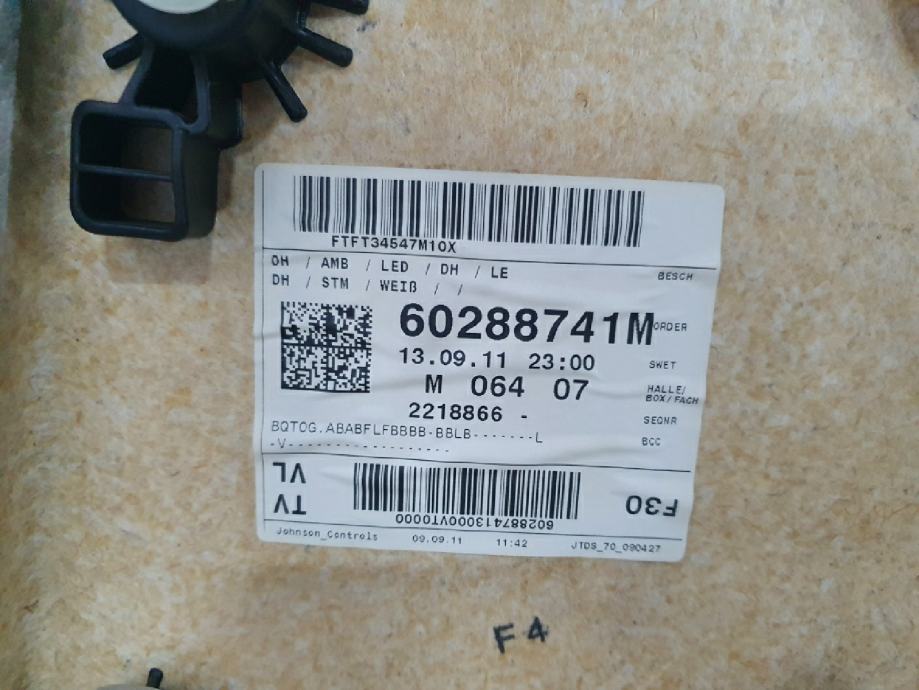 FTFT34547M10X
DH / AMB / LED / DH / LE BESCH
DH / STM / WEIß / /
60288741M ORDER
13.09.11 23:00 SWET
M 064 07 HALLE/
BOX/FACH
2218866 - SEQNR
BQTOG.ABABFLFBBBB-BBLB-------L BCC
-V-----------------
TV
VL
6028874130000VT0000
F30
Johnson_Controls 09.09.11 11:42 JTDS_70_090427
F4